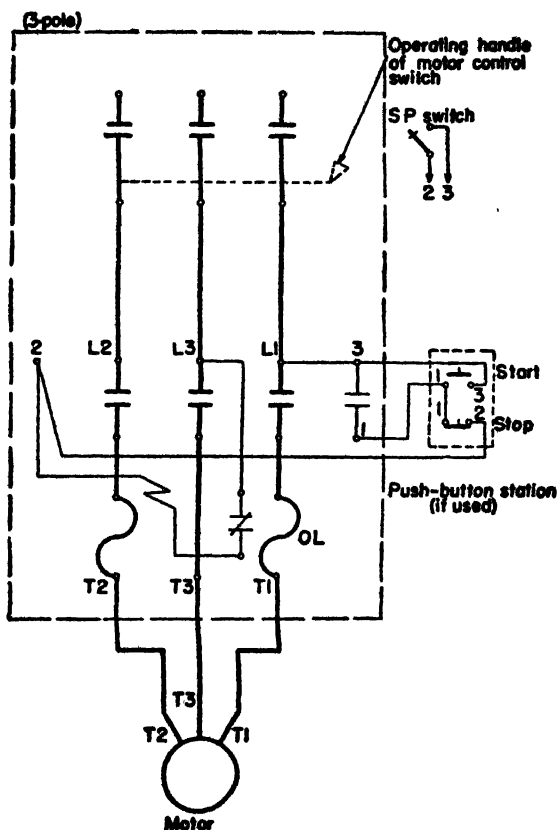 (3-pole)
Operating handle
of motor control
switch
SP switch
2 3
2
L2
L3
L1
3
1
1
3
Start
1
2
Stop
Push-button station
(if used)
OL
T2
T3
T1
T3
T2
T1
Motor